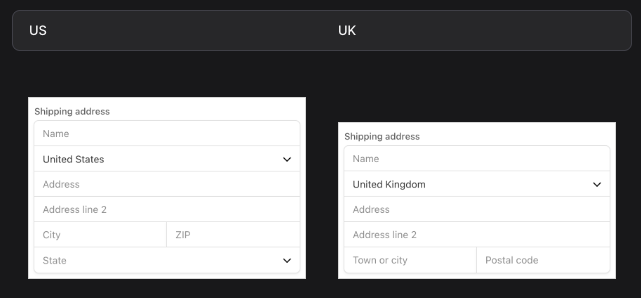 US
UK
Shipping address
Name
United States
Address
Address line 2
City
ZIP
State
Shipping address
Name
United Kingdom
Address
Address line 2
Town or city
Postal code